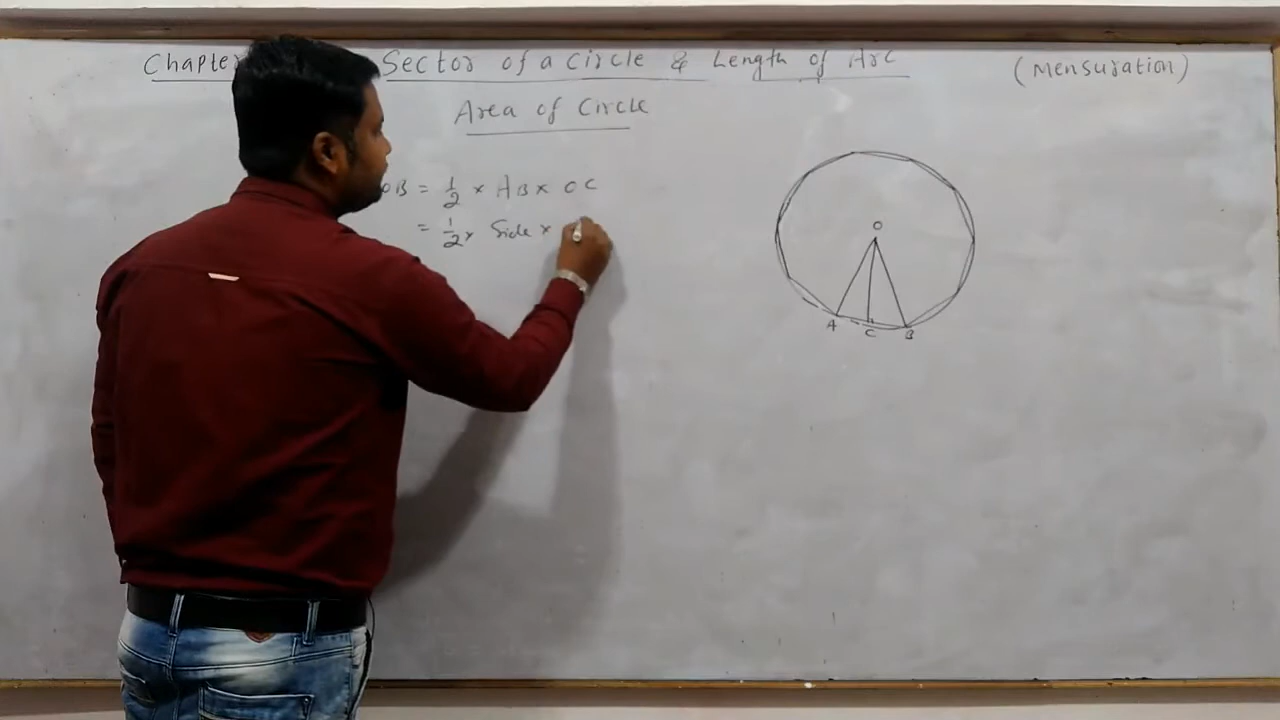 Chapter Sector of a Circle & Length of Arc (Mensuration)
Area of Circle
OB = 1/2 × AB × OC
= 1/2 × Side ×
O
A C B